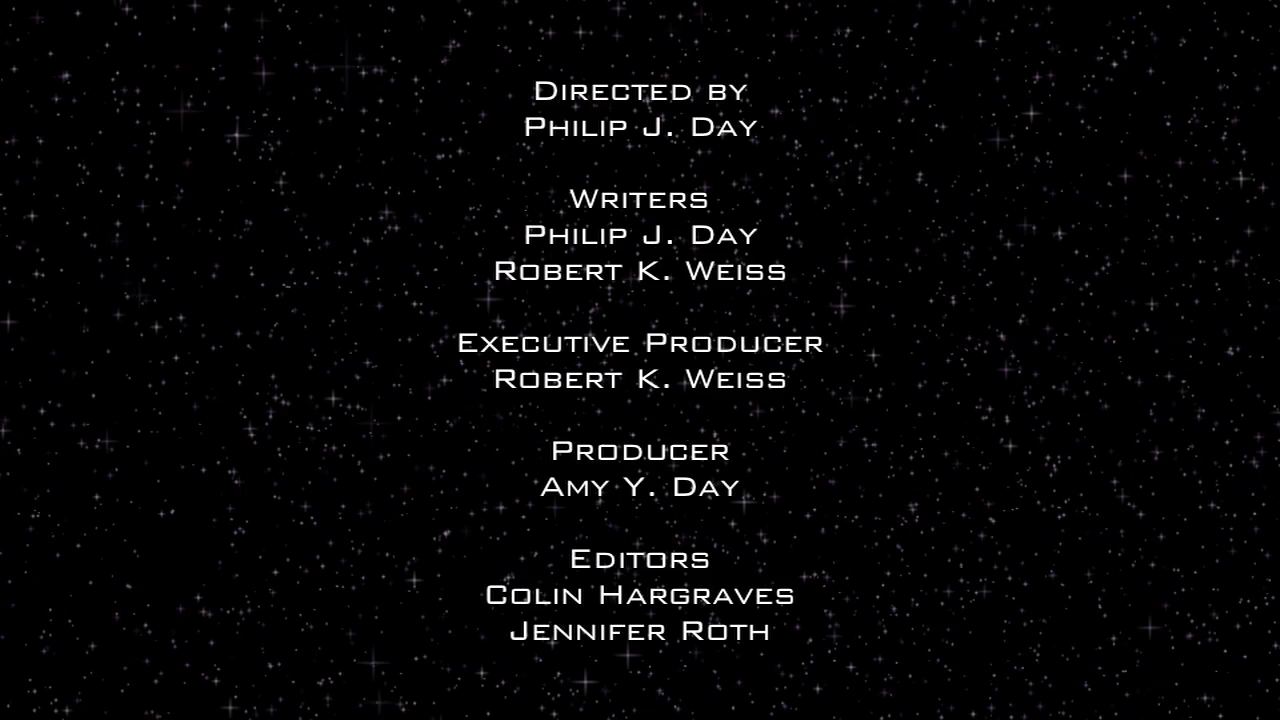 Directed by
Philip J. Day
Writers
Philip J. Day
Robert K. Weiss
Executive Producer
Robert K. Weiss
Producer
Amy Y. Day
Editors
Colin Hargraves
Jennifer Roth